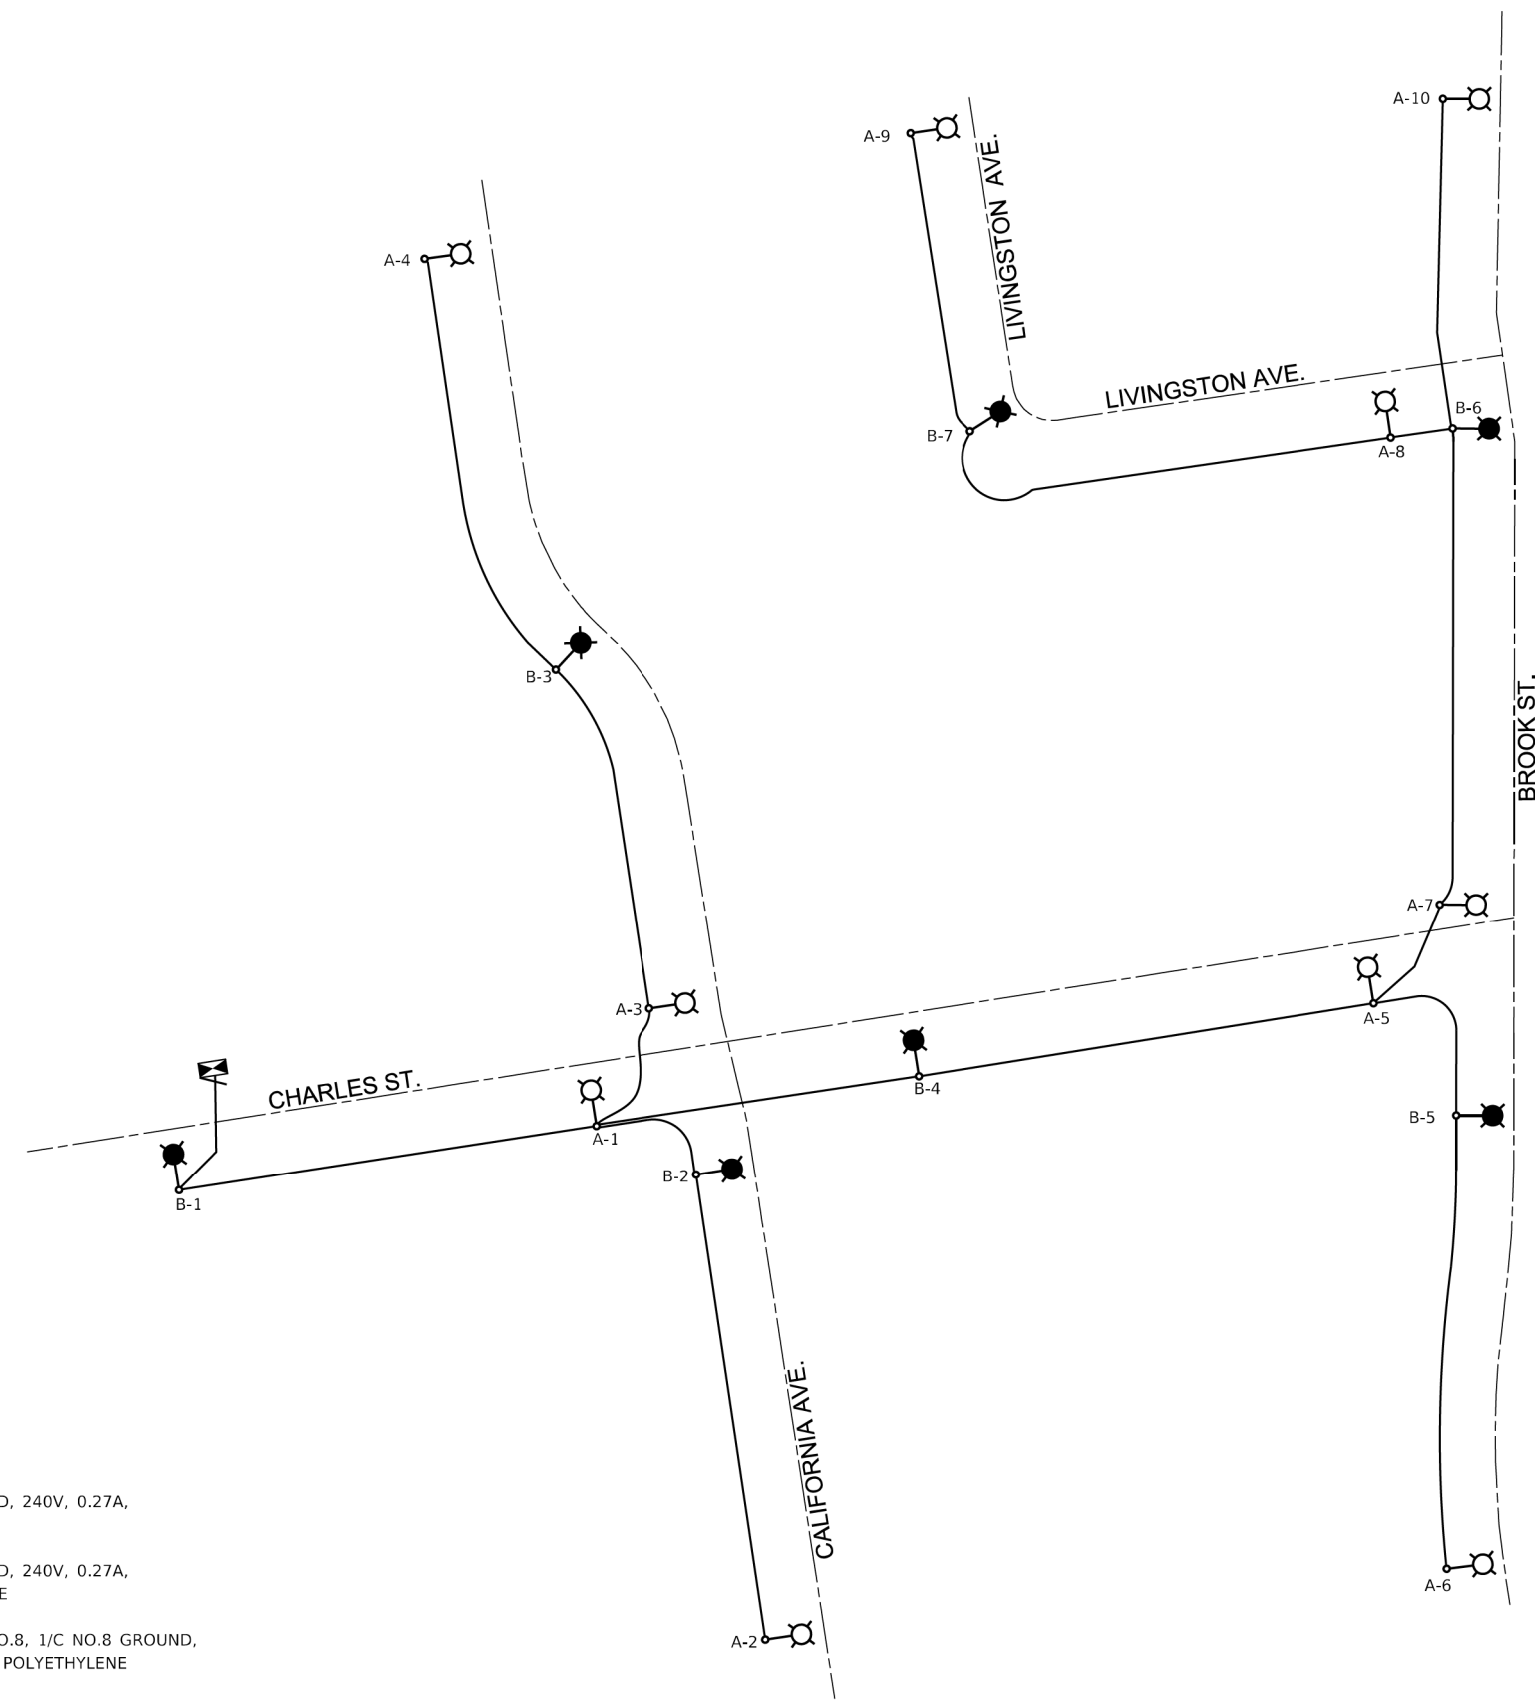 A-10
A-9
LIVINGSTON AVE.
A-4
LIVINGSTON AVE.
B-6
B-7
A-8
B-3
BROOK ST.
A-7
A-3
A-5
CHARLES ST.
B-4
A-1
B-5
B-2
B-1
CALIFORNIA AVE.
D, 240V, 0.27A,
D, 240V, 0.27A,
E
A-6
O.8, 1/C NO.8 GROUND,
POLYETHYLENE
A-2